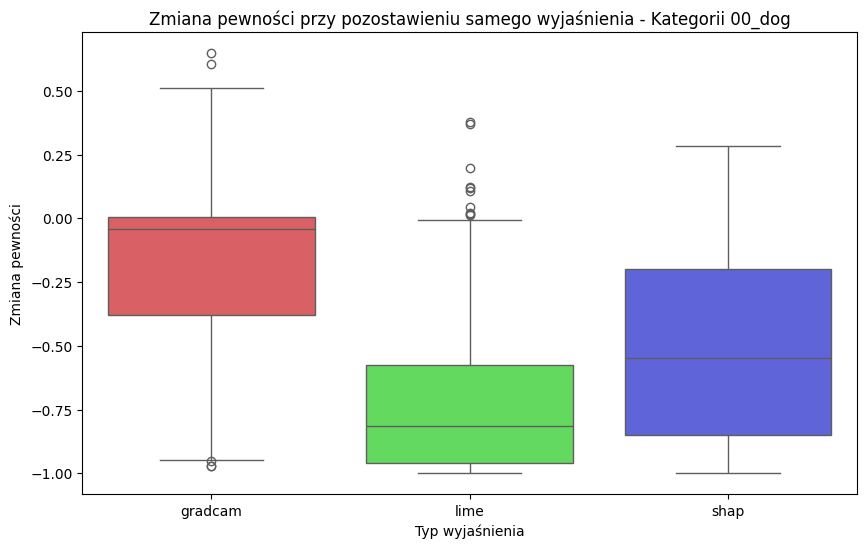 Zmiana pewności przy pozostawieniu samego wyjaśnienia - Kategorii 00_dog
Zmiana pewności
0.50
0.25
0.00
−0.25
−0.50
−0.75
−1.00
gradcam
lime
shap
Typ wyjaśnienia